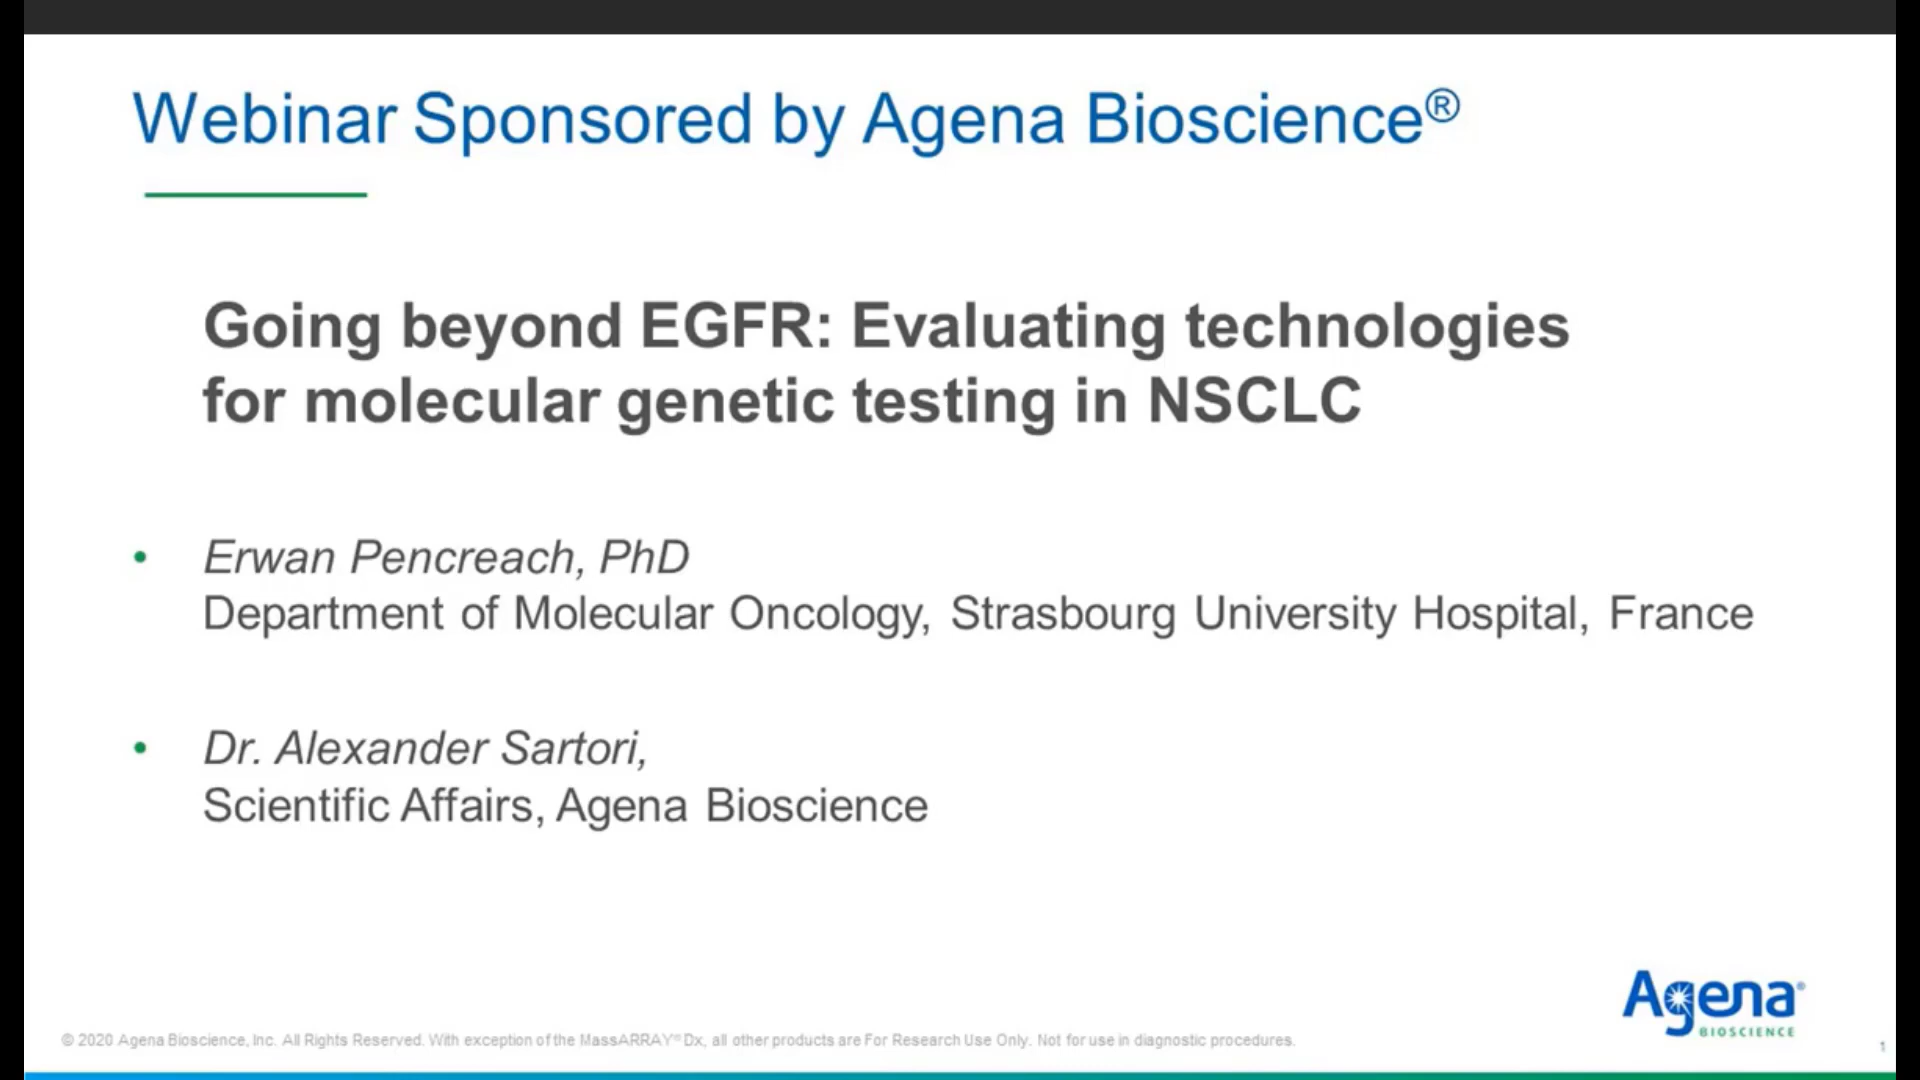 Webinar Sponsored by Agena Bioscience®
Going beyond EGFR: Evaluating technologies
for molecular genetic testing in NSCLC
• Erwan Pencreach, PhD
Department of Molecular Oncology, Strasbourg University Hospital, France
• Dr. Alexander Sartori,
Scientific Affairs, Agena Bioscience
Agena®
BIOSCIENCE
© 2020 Agena Bioscience, Inc. All Rights Reserved. With exception of the MassARRAY® Dx, all other products are For Research Use Only. Not for use in diagnostic procedures.
1